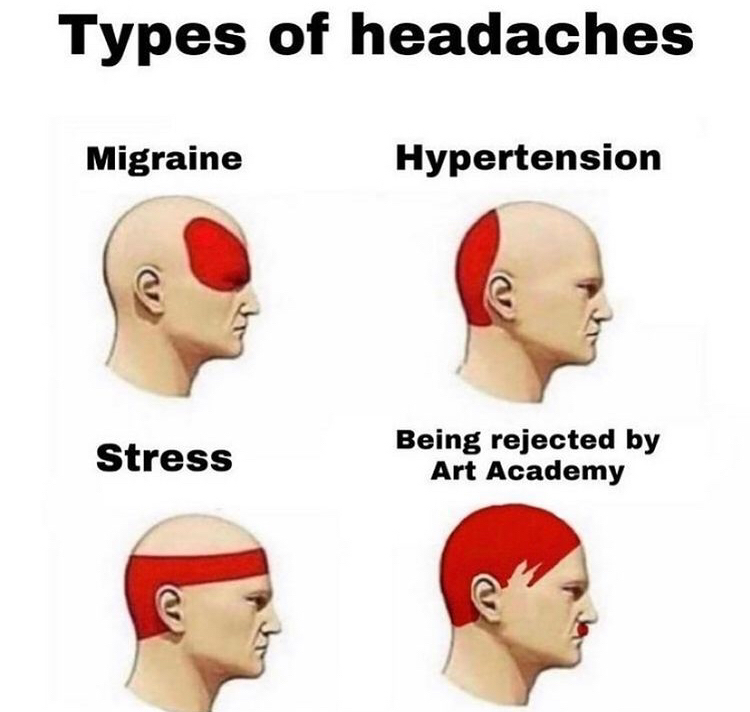 Types of headaches
Migraine
Hypertension
Stress
Being rejected by
Art Academy